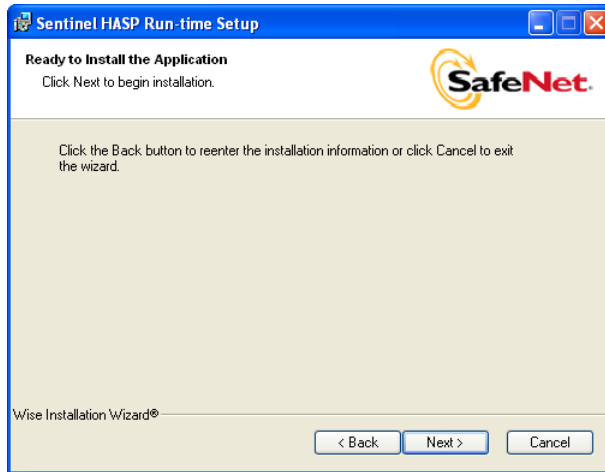 Sentinel HASP Run-time Setup
Ready to Install the Application
Click Next to begin installation.
SafeNet.
Click the Back button to reenter the installation information or click Cancel to exit
the wizard.
Wise Installation Wizard®
< Back Next > Cancel